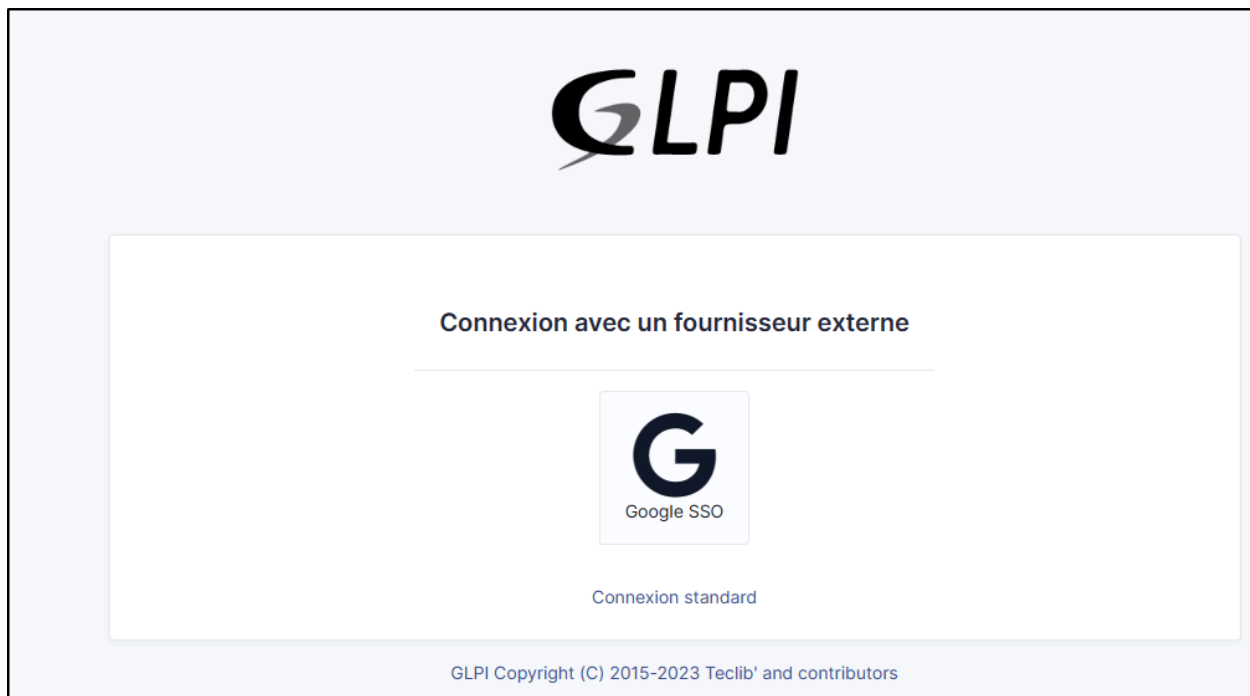 GLPI
Connexion avec un fournisseur externe
G
Google SSO
Connexion standard
GLPI Copyright (C) 2015-2023 Teclib' and contributors